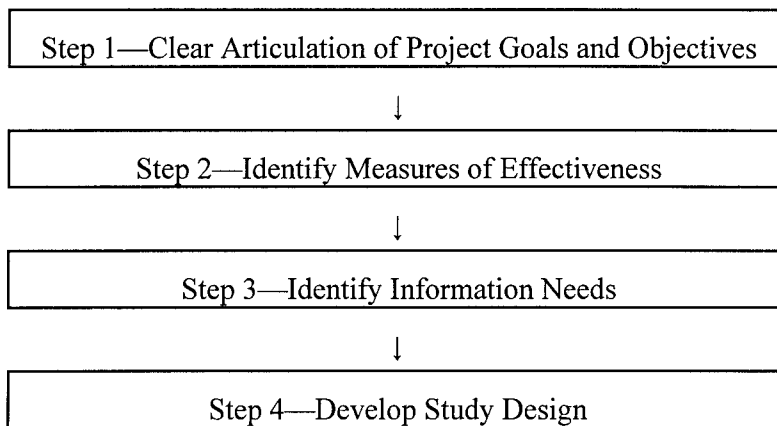 Step 1—Clear Articulation of Project Goals and Objectives
↓
Step 2—Identify Measures of Effectiveness
↓
Step 3—Identify Information Needs
↓
Step 4—Develop Study Design